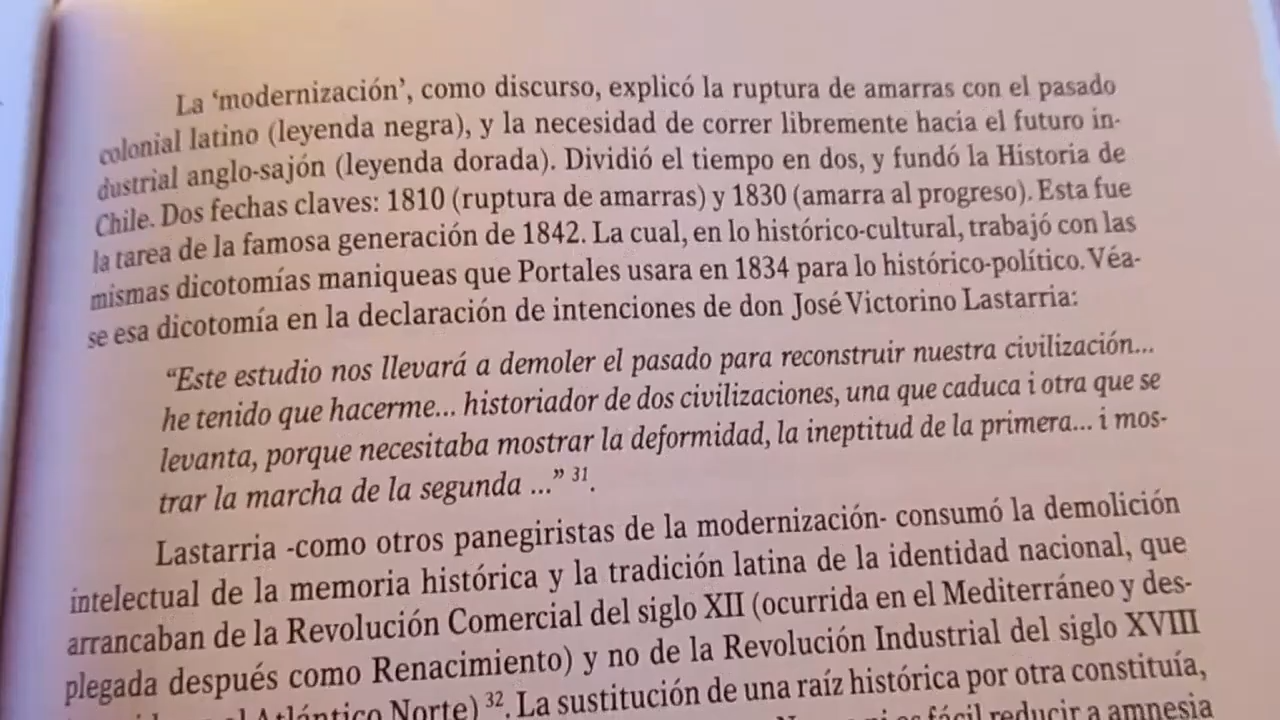 La ‘modernización’, como discurso, explicó la ruptura de amarras con el pasado
colonial latino (leyenda negra), y la necesidad de correr libremente hacia el futuro in-
dustrial anglo-sajón (leyenda dorada). Dividió el tiempo en dos, y fundó la Historia de
Chile. Dos fechas claves: 1810 (ruptura de amarras) y 1830 (amarra al progreso). Esta fue
la tarea de la famosa generación de 1842. La cual, en lo histórico-cultural, trabajó con las
mismas dicotomías maniqueas que Portales usara en 1834 para lo histórico-político. Véa-
se esa dicotomía en la declaración de intenciones de don José Victorino Lastarria:
“Este estudio nos llevará a demoler el pasado para reconstruir nuestra civilización...
he tenido que hacerme... historiador de dos civilizaciones, una que caduca i otra que se
levanta, porque necesitaba mostrar la deformidad, la ineptitud de la primera... i mos-
trar la marcha de la segunda ...” 31.
Lastarria -como otros panegiristas de la modernización- consumó la demolición
intelectual de la memoria histórica y la tradición latina de la identidad nacional, que
arrancaban de la Revolución Comercial del siglo XII (ocurrida en el Mediterráneo y des-
plegada después como Renacimiento) y no de la Revolución Industrial del siglo XVIII
Atlántico Norte) 32. La sustitución de una raíz histórica por otra constituía,
es fácil reducir a amnesia